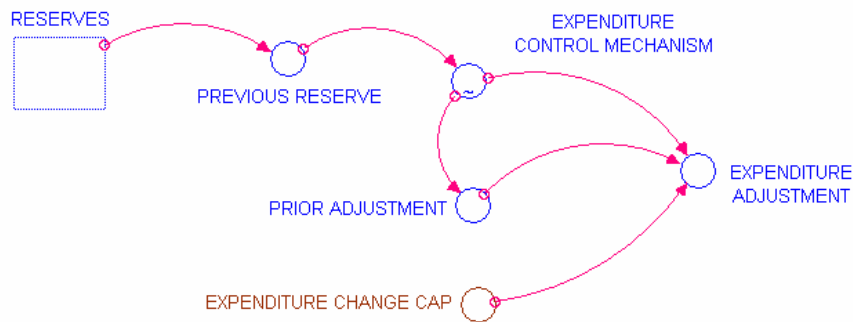 RESERVES
EXPENDITURE
CONTROL MECHANISM
PREVIOUS RESERVE
~
EXPENDITURE
ADJUSTMENT
PRIOR ADJUSTMENT
EXPENDITURE CHANGE CAP